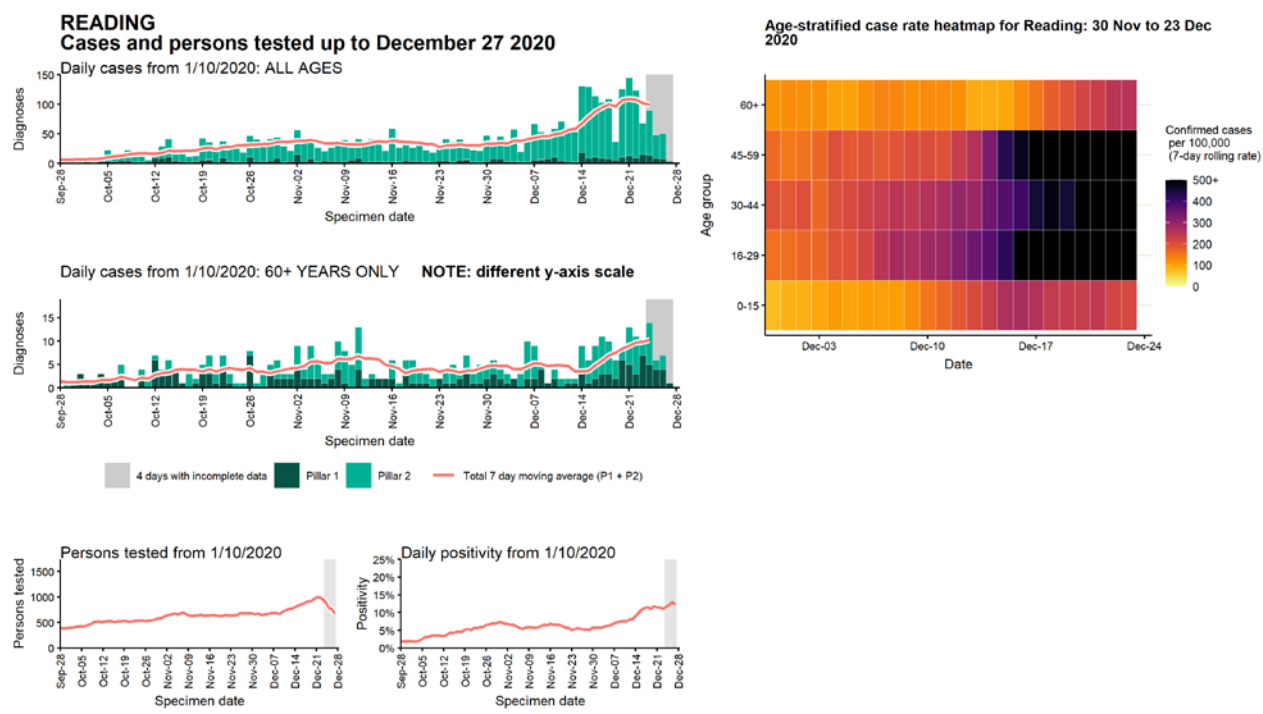 READING
Cases and persons tested up to December 27 2020
Daily cases from 1/10/2020: ALL AGES
Diagnoses
150
100
50
0
Sep-28
Oct-05
Oct-12
Oct-19
Oct-26
Nov-02
Nov-09
Nov-16
Nov-23
Nov-30
Dec-07
Dec-14
Dec-21
Dec-28
Specimen date
Daily cases from 1/10/2020: 60+ YEARS ONLY NOTE: different y-axis scale
Diagnoses
15
10
5
0
Sep-28
Oct-05
Oct-12
Oct-19
Oct-26
Nov-02
Nov-09
Nov-16
Nov-23
Nov-30
Dec-07
Dec-14
Dec-21
Dec-28
Specimen date
4 days with incomplete data
Pillar 1
Pillar 2
Total 7 day moving average (P1 + P2)
Persons tested from 1/10/2020
Persons tested
1500
1000
500
0
Sep-28
Oct-05
Oct-12
Oct-19
Oct-26
Nov-02
Nov-09
Nov-16
Nov-23
Nov-30
Dec-07
Dec-14
Dec-21
Dec-28
Specimen date
Daily positivity from 1/10/2020
Positivity
25%
20%
15%
10%
5%
0%
Sep-28
Oct-05
Oct-12
Oct-19
Oct-26
Nov-02
Nov-09
Nov-16
Nov-23
Nov-30
Dec-07
Dec-14
Dec-21
Dec-28
Specimen date
Age-stratified case rate heatmap for Reading: 30 Nov to 23 Dec
2020
Age group
60+
45-59
30-44
16-29
0-15
Dec-03
Dec-10
Dec-17
Dec-24
Date
Confirmed cases
per 100,000
(7-day rolling rate)
500+
400
300
200
100
0